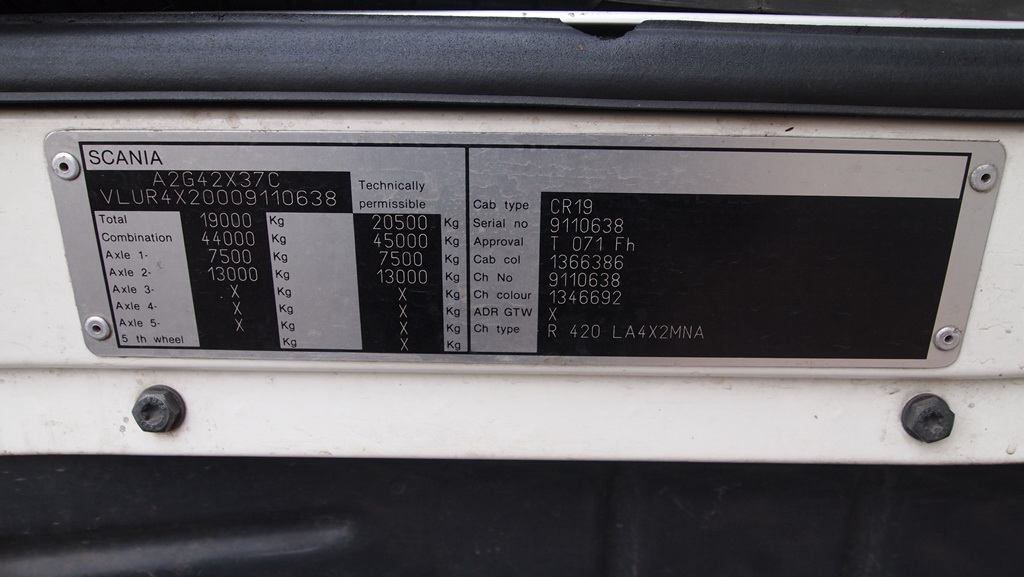 SCANIA
A2G42X37C
VLUR4X20009110638
Technically
permissible
Total 19000 Kg 20500 Kg
Combination 44000 Kg 45000 Kg
Axle 1- 7500 Kg 7500 Kg
Axle 2- 13000 Kg 13000 Kg
Axle 3- X Kg X Kg
Axle 4- X Kg X Kg
Axle 5- X Kg X Kg
5 th wheel Kg X Kg
Cab type CR19
Serial no 9110638
Approval T 071 Fh
Cab col 1366386
Ch No 9110638
Ch colour 1346692
ADR GTW X
Ch type R 420 LA4X2MNA